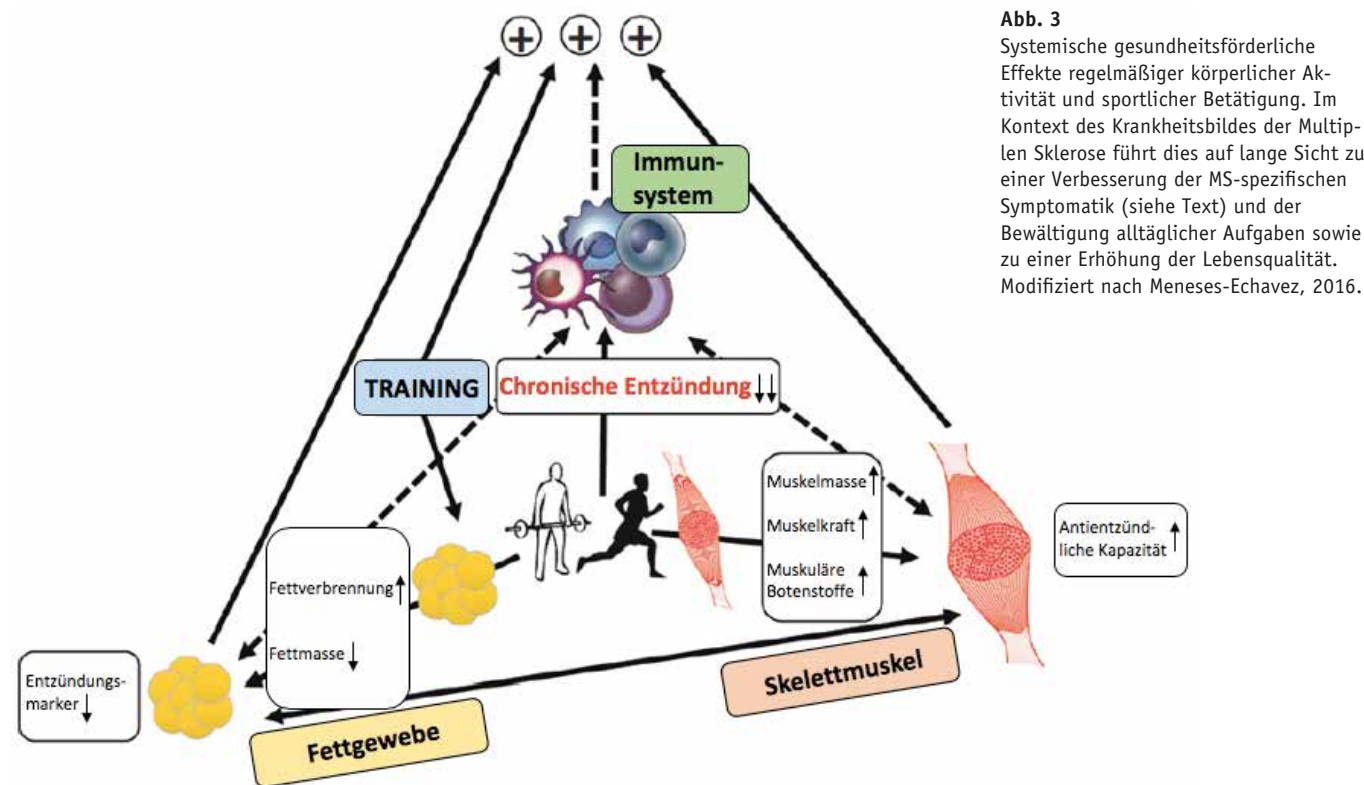 Abb. 3
Systemische gesundheitsförderliche
Effekte regelmäßiger körperlicher Ak-
tivität und sportlicher Betätigung. Im
Kontext des Krankheitsbildes der Multip-
len Sklerose führt dies auf lange Sicht zu
einer Verbesserung der MS-spezifischen
Symptomatik (siehe Text) und der
Bewältigung alltäglicher Aufgaben sowie
zu einer Erhöhung der Lebensqualität.
Modifiziert nach Meneses-Echavez, 2016.
+ + +
Immun-
system
TRAINING
Chronische Entzündung ↓↓
Muskelmasse ↑
Muskelkraft ↑
Muskuläre
Botenstoffe ↑
Antientzünd-
liche Kapazität ↑
Fettverbrennung ↑
Fettmasse ↓
Entzündungs-
marker ↓
Skelettmuskel
Fettgewebe